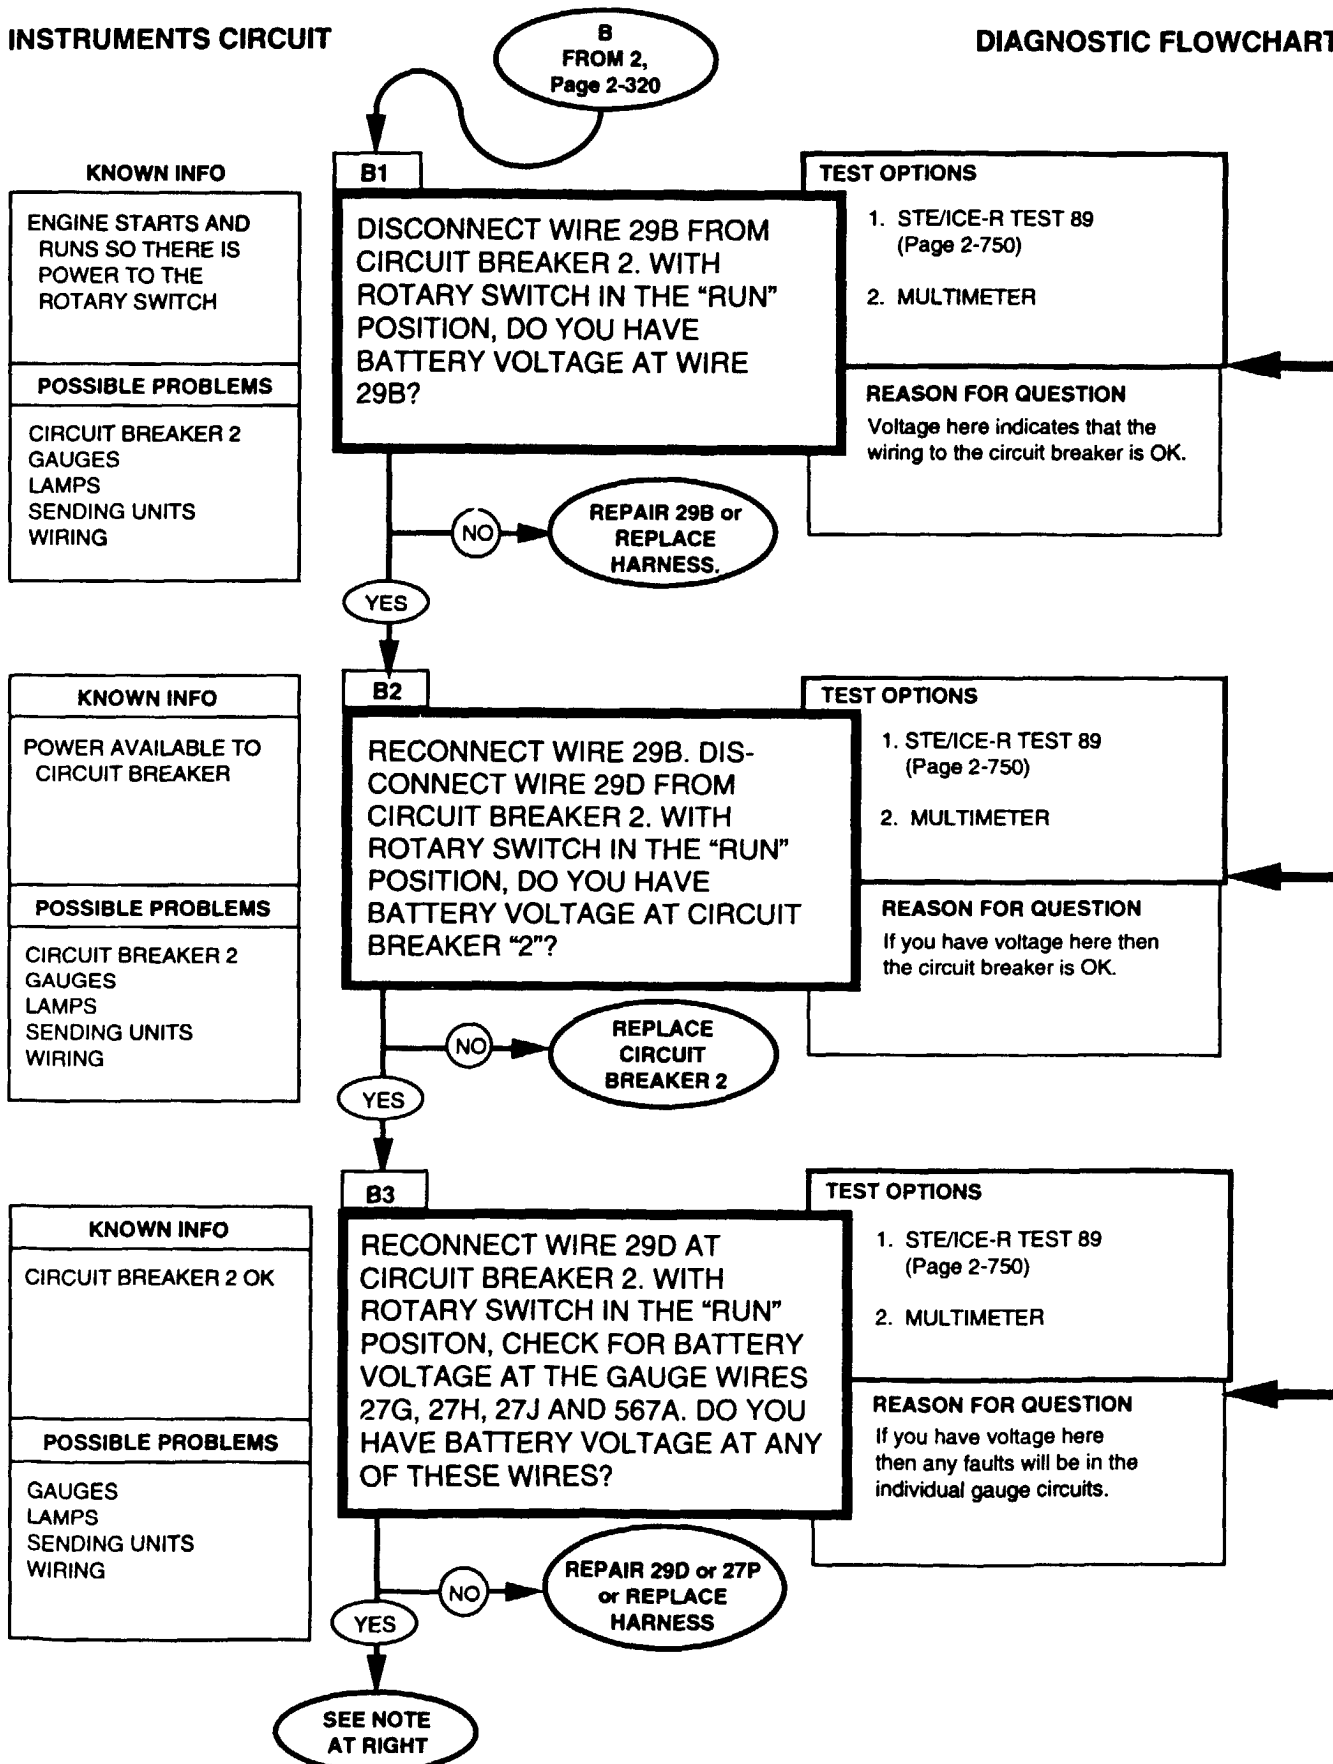 INSTRUMENTS CIRCUIT
DIAGNOSTIC FLOWCHART
B
FROM 2,
Page 2-320
KNOWN INFO
ENGINE STARTS AND
RUNS SO THERE IS
POWER TO THE
ROTARY SWITCH
POSSIBLE PROBLEMS
CIRCUIT BREAKER 2
GAUGES
LAMPS
SENDING UNITS
WIRING
B1
DISCONNECT WIRE 29B FROM
CIRCUIT BREAKER 2. WITH
ROTARY SWITCH IN THE “RUN”
POSITION, DO YOU HAVE
BATTERY VOLTAGE AT WIRE
29B?
TEST OPTIONS
1. STE/ICE-R TEST 89
(Page 2-750)
2. MULTIMETER
REASON FOR QUESTION
Voltage here indicates that the
wiring to the circuit breaker is OK.
NO
REPAIR 29B or
REPLACE
HARNESS.
YES
KNOWN INFO
POWER AVAILABLE TO
CIRCUIT BREAKER
POSSIBLE PROBLEMS
CIRCUIT BREAKER 2
GAUGES
LAMPS
SENDING UNITS
WIRING
B2
RECONNECT WIRE 29B. DIS-
CONNECT WIRE 29D FROM
CIRCUIT BREAKER 2. WITH
ROTARY SWITCH IN THE “RUN”
POSITION, DO YOU HAVE
BATTERY VOLTAGE AT CIRCUIT
BREAKER “2”?
TEST OPTIONS
1. STE/ICE-R TEST 89
(Page 2-750)
2. MULTIMETER
REASON FOR QUESTION
If you have voltage here then
the circuit breaker is OK.
NO
REPLACE
CIRCUIT
BREAKER 2
YES
KNOWN INFO
CIRCUIT BREAKER 2 OK
POSSIBLE PROBLEMS
GAUGES
LAMPS
SENDING UNITS
WIRING
B3
RECONNECT WIRE 29D AT
CIRCUIT BREAKER 2. WITH
ROTARY SWITCH IN THE “RUN”
POSITON, CHECK FOR BATTERY
VOLTAGE AT THE GAUGE WIRES
27G, 27H, 27J AND 567A. DO YOU
HAVE BATTERY VOLTAGE AT ANY
OF THESE WIRES?
TEST OPTIONS
1. STE/ICE-R TEST 89
(Page 2-750)
2. MULTIMETER
REASON FOR QUESTION
If you have voltage here
then any faults will be in the
individual gauge circuits.
NO
REPAIR 29D or 27P
or REPLACE
HARNESS
YES
SEE NOTE
AT RIGHT